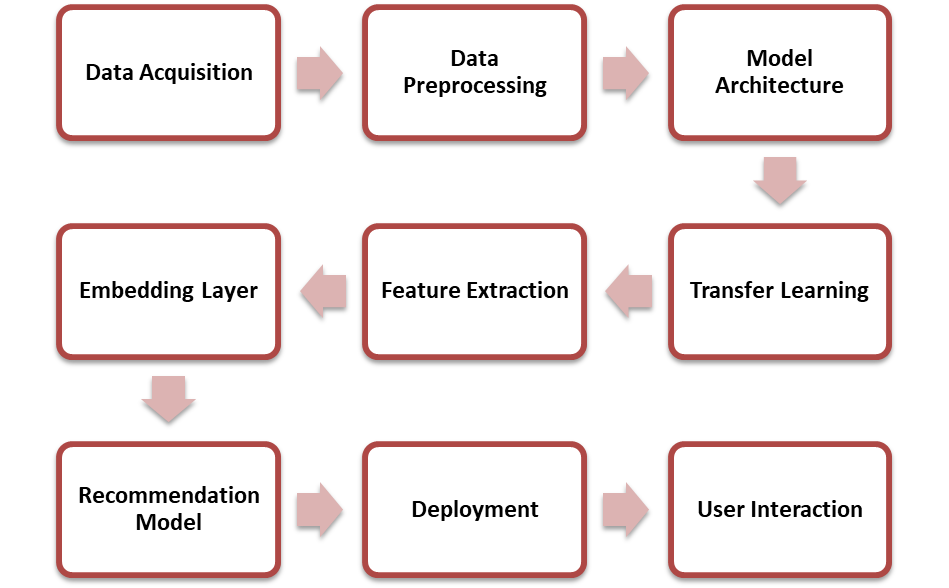 Data Acquisition
Data
Preprocessing
Model
Architecture
Transfer Learning
Feature Extraction
Embedding Layer
Recommendation
Model
Deployment
User Interaction